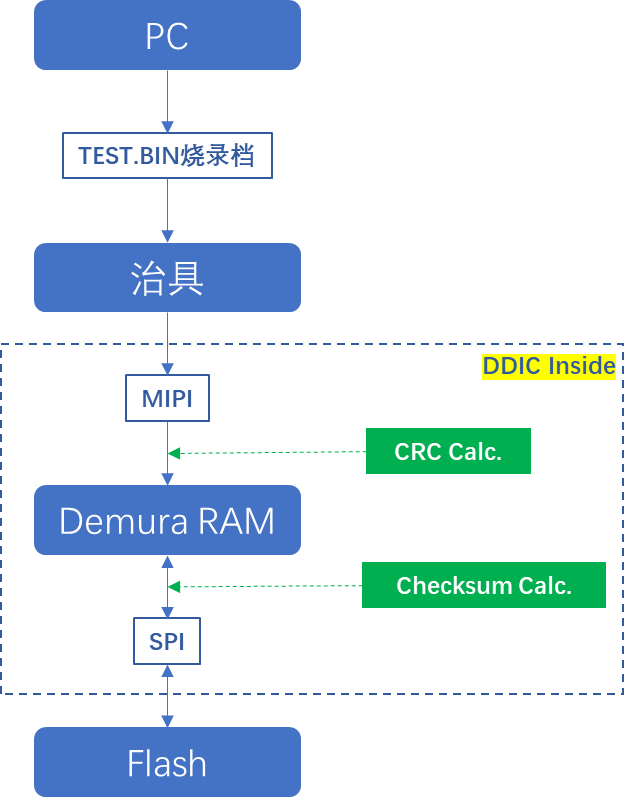 PC
TEST.BIN烧录档
治具
DDIC Inside
MIPI
CRC Calc.
Demura RAM
Checksum Calc.
SPI
Flash